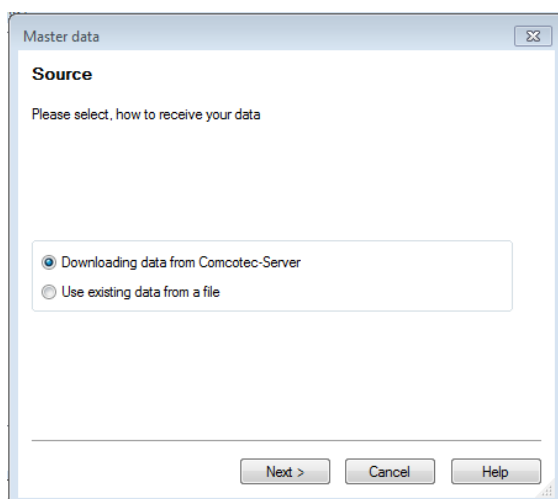 Master data
Source
Please select, how to receive your data
Downloading data from Comcotec-Server
Use existing data from a file
Next >
Cancel
Help